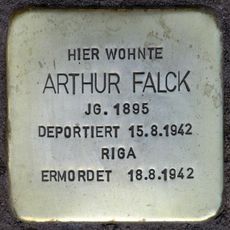 HIER WOHNTE
ARTHUR FALCK
JG. 1895
DEPORTIERT 15.8.1942
RIGA
ERMORDET 18.8.1942